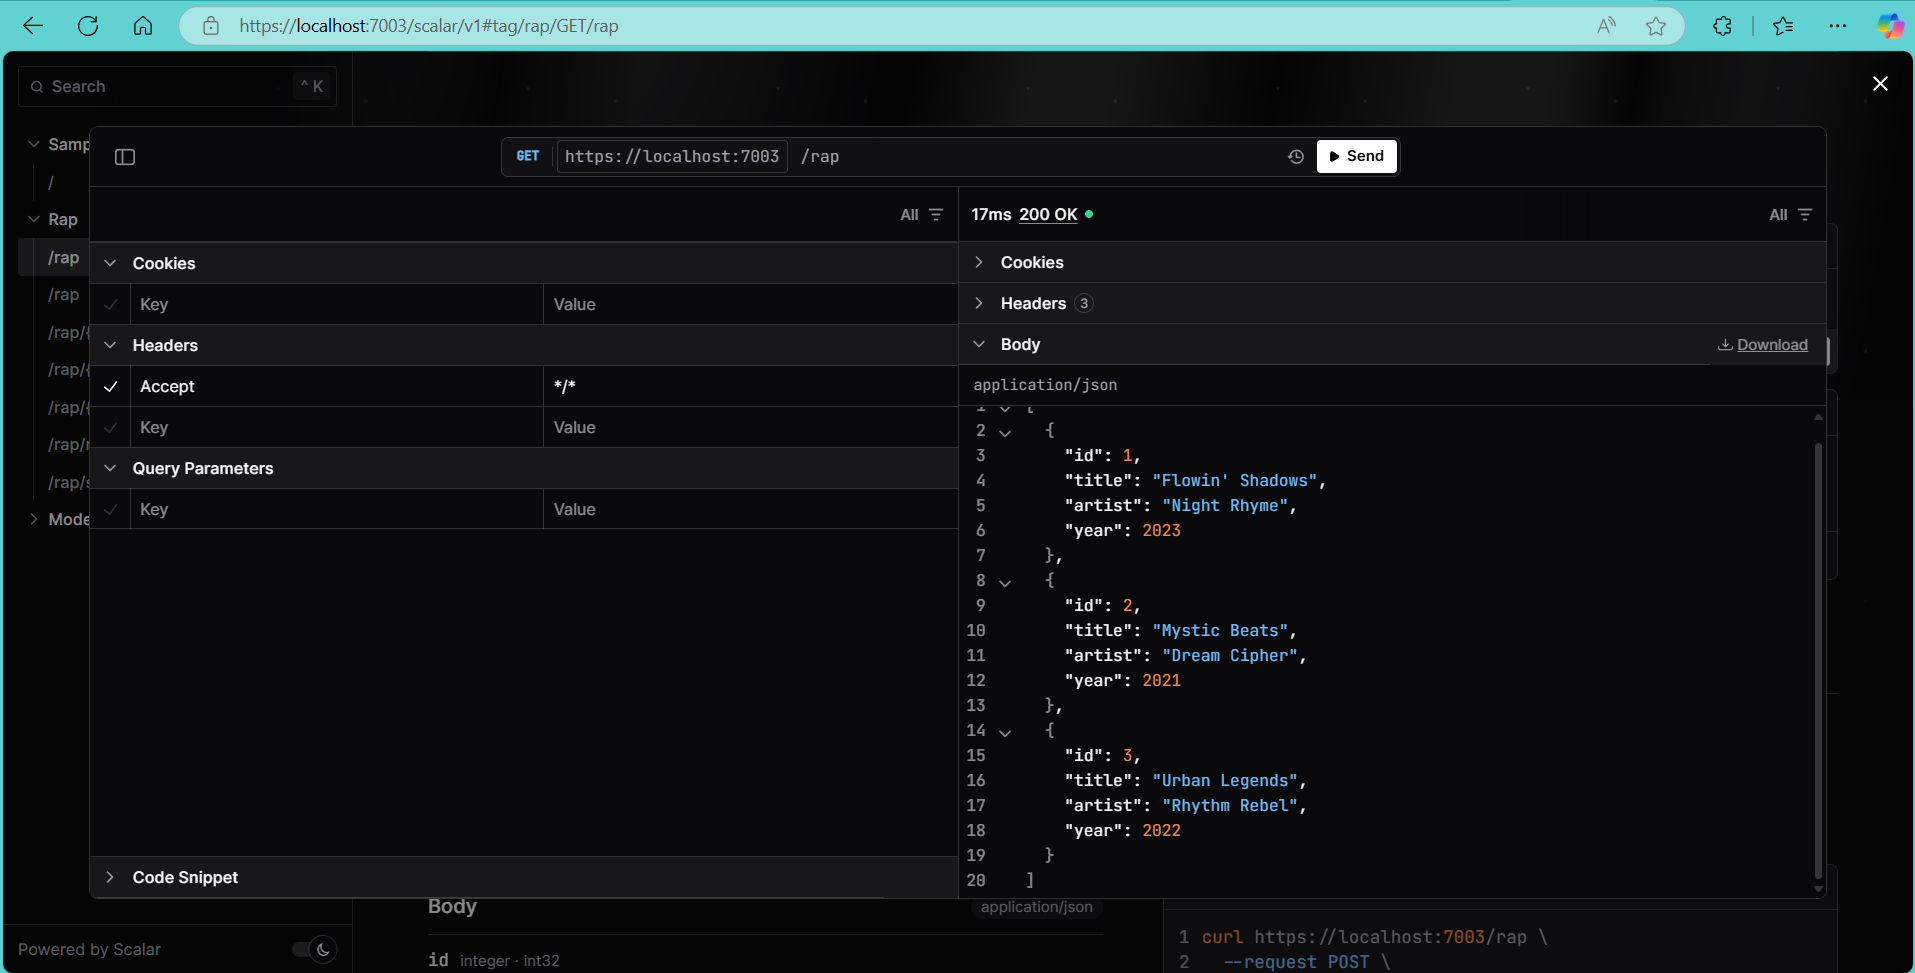 https://localhost:7003/scalar/v1#tag/rap/GET/rap
Search
^ K
Samp
/
Rap
/rap
/rap
/rap/{
/rap/{
/rap/{
/rap/r
/rap/s
Mode
Powered by Scalar
GET https://localhost:7003 /rap
Send
All
Cookies
Key Value
Headers
Accept */*
Key Value
Query Parameters
Key Value
Code Snippet
17ms 200 OK
All
Cookies
Headers 3
Body
Download
application/json
1 [
2 {
3 "id": 1,
4 "title": "Flowin' Shadows",
5 "artist": "Night Rhyme",
6 "year": 2023
7 },
8 {
9 "id": 2,
10 "title": "Mystic Beats",
11 "artist": "Dream Cipher",
12 "year": 2021
13 },
14 {
15 "id": 3,
16 "title": "Urban Legends",
17 "artist": "Rhythm Rebel",
18 "year": 2022
19 }
20 ]
Body
application/json
id integer · int32
1 curl https://localhost:7003/rap \
2 --request POST \